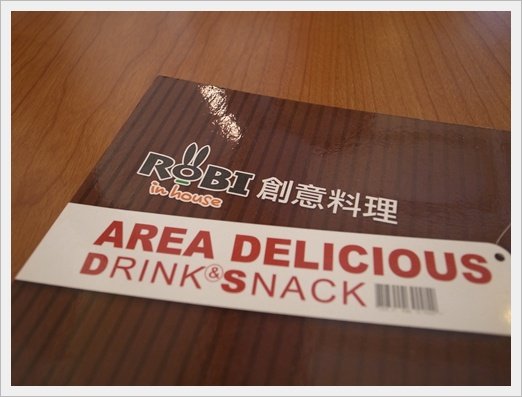 ROBI 創意料理
in house
AREA DELICIOUS
DRINK & SNACK